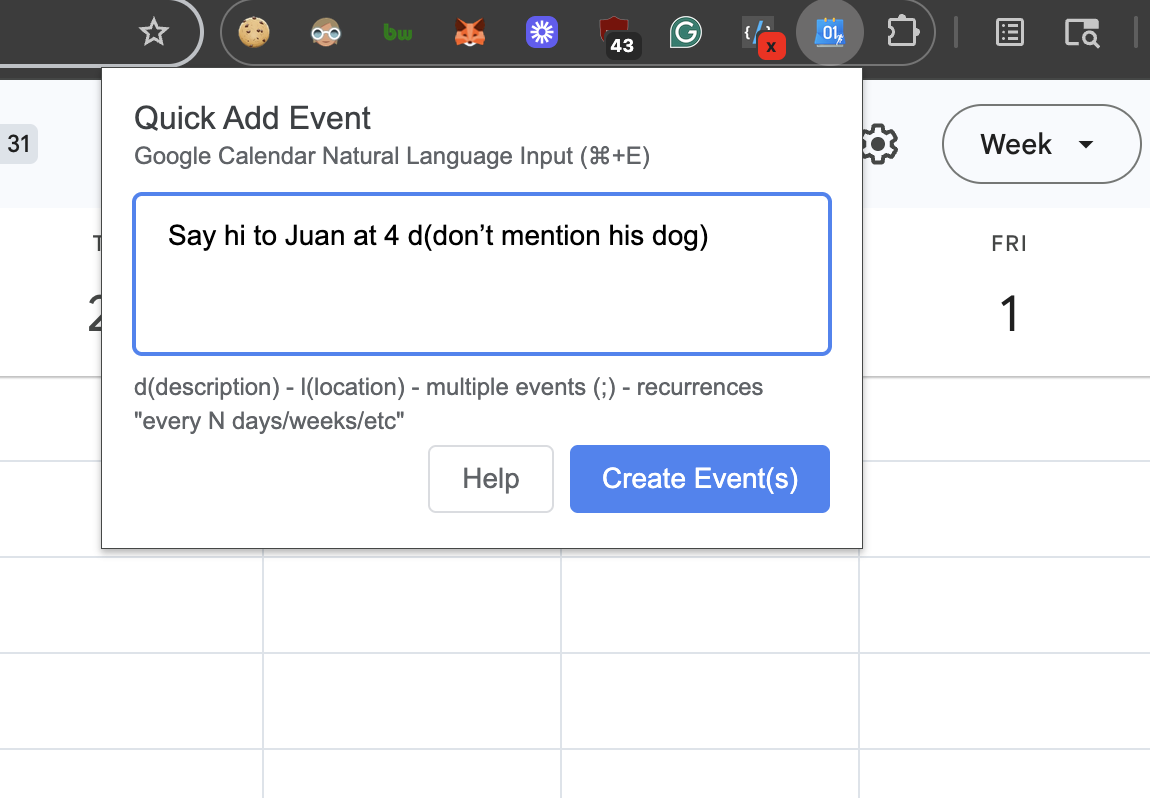 bw
43
{/}
x
01
31
Quick Add Event
Google Calendar Natural Language Input (⌘+E)
Week
Say hi to Juan at 4 d(don’t mention his dog)
T
2
FRI
1
d(description) - l(location) - multiple events (;) - recurrences
"every N days/weeks/etc"
Help
Create Event(s)